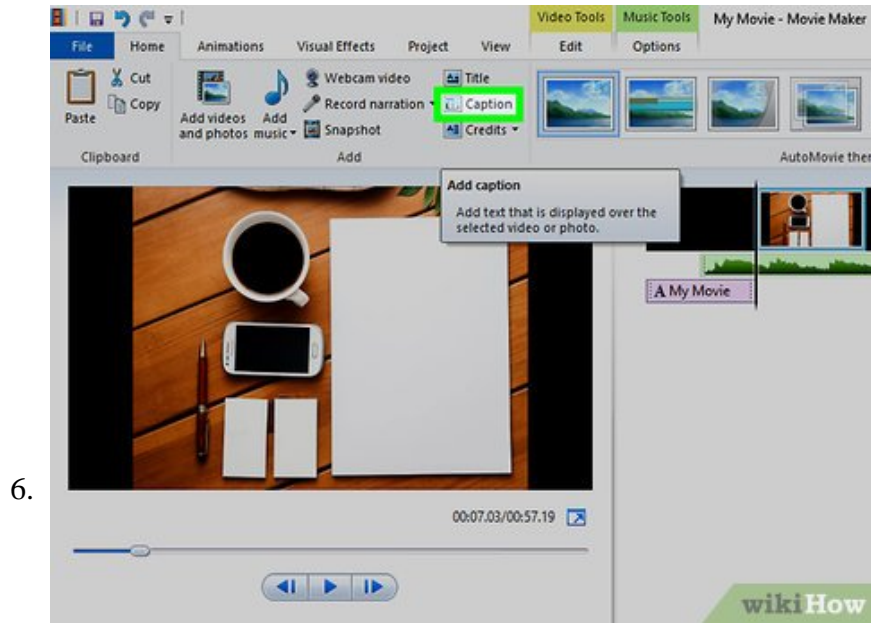 Video Tools Music Tools My Movie - Movie Maker
File Home Animations Visual Effects Project View Edit Options
Cut
Copy
Paste
Clipboard
Add videos
and photos
Add
music
Webcam video
Record narration
Snapshot
Title
Caption
Credits
Add
AutoMovie ther
Add caption
Add text that is displayed over the
selected video or photo.
A My Movie
6.
00:07.03/00:57.19
wikiHow